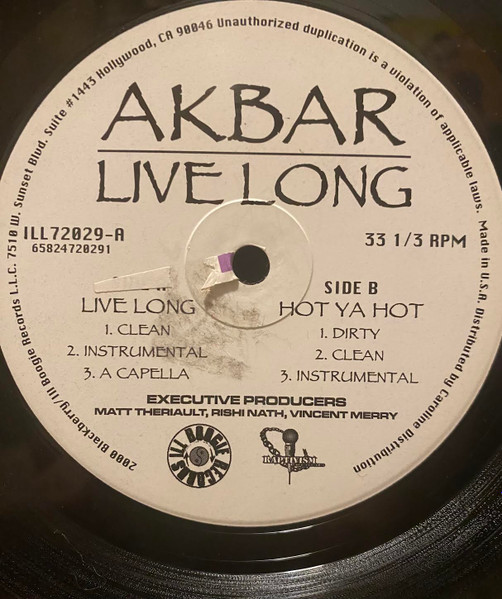 2000 Blackberry/Ill Boogie Records L.L.C. 7510 W. Sunset Blvd. Suite #1443 Hollywood, CA 90046 Unauthorized duplication is a violation of applicable laws. Made in U.S.A. Distributed by Caroline Distribution
AKBAR
LIVE LONG
ILL72029-A
65824720291
33 1/3 RPM
LIVE LONG
1. CLEAN
2. INSTRUMENTAL
3. A CAPELLA
SIDE B
HOT YA HOT
1. DIRTY
2. CLEAN
3. INSTRUMENTAL
EXECUTIVE PRODUCERS
MATT THERIAULT, RISHI NATH, VINCENT MERRY
ILL BOOGIE RECORDS
RAPTIVISM